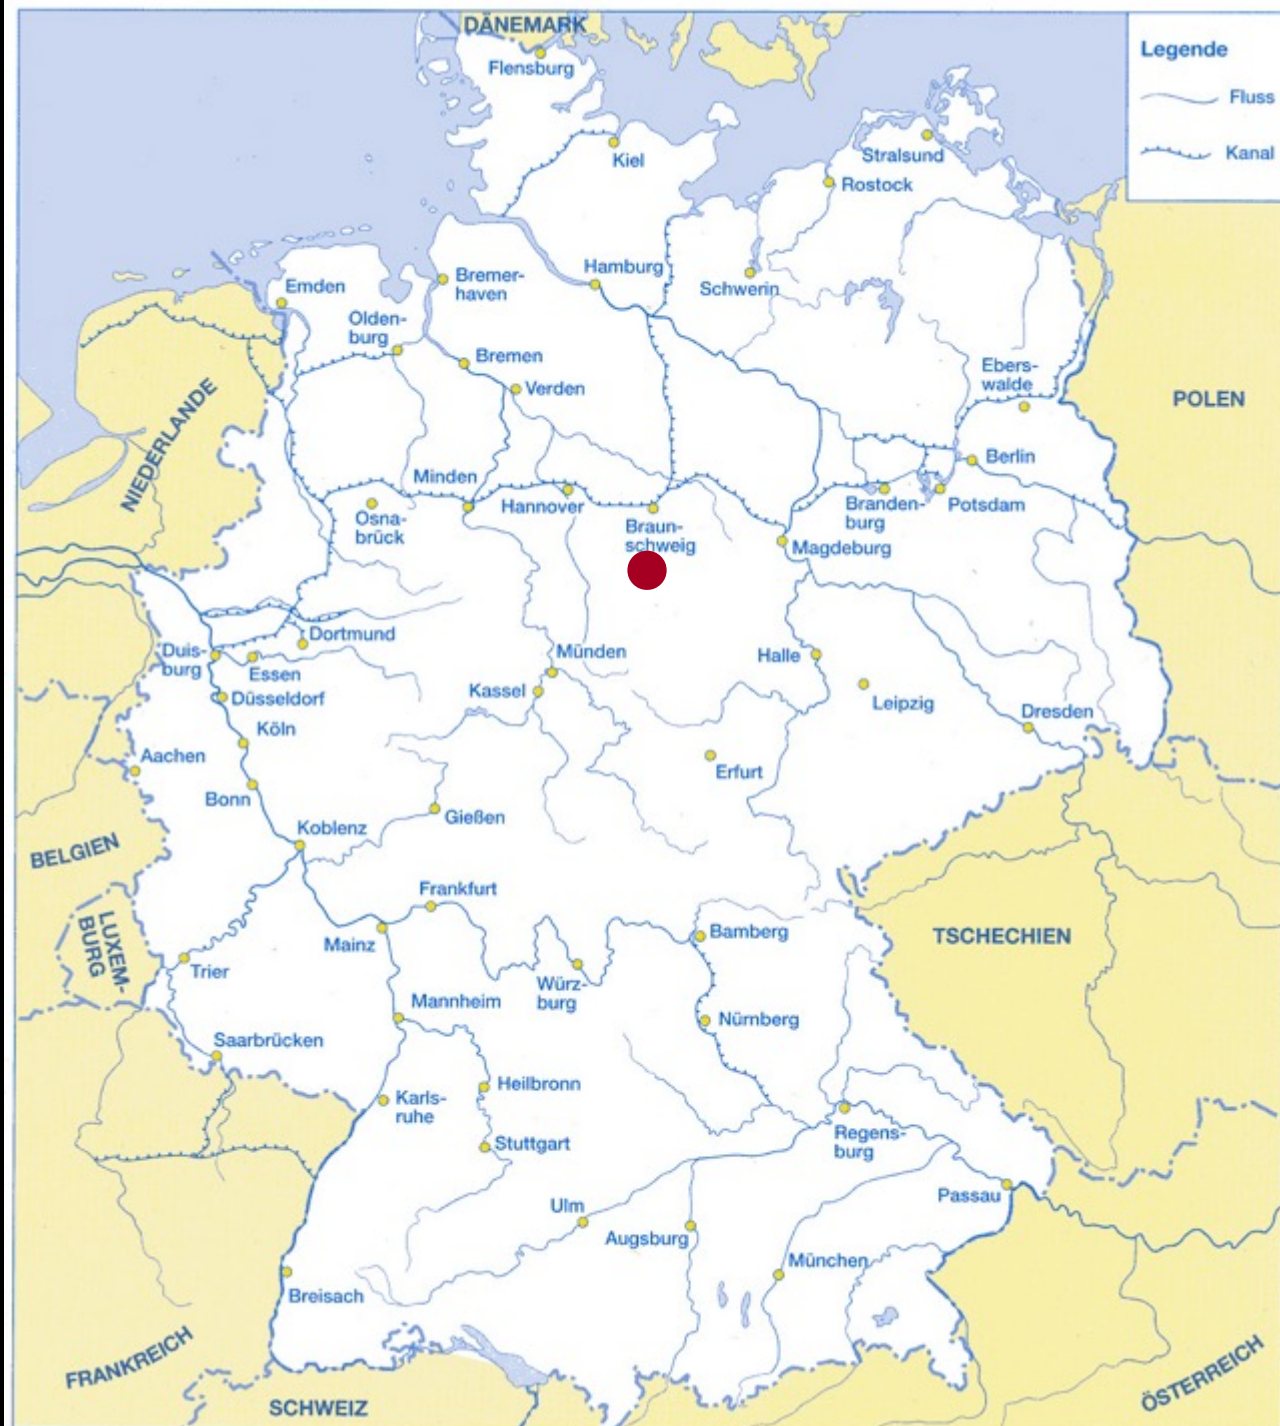 DÄNEMARK
Flensburg
Legende
Fluss
Kanal
Kiel
Stralsund
Rostock
Hamburg
Schwerin
Bremer-
haven
Emden
Olden-
burg
Bremen
Verden
Ebers-
walde
POLEN
NIEDERLANDE
Minden
Hannover
Osna-
brück
Braun-
schweig
Berlin
Branden-
burg
Potsdam
Magdeburg
Dortmund
Duis-
burg
Essen
Münden
Halle
Düsseldorf
Kassel
Leipzig
Köln
Dresden
Aachen
Erfurt
Bonn
Gießen
Koblenz
BELGIEN
Frankfurt
LUXEM-
BURG
Mainz
Bamberg
TSCHECHIEN
Trier
Würz-
burg
Mannheim
Nürnberg
Saarbrücken
Heilbronn
Karls-
ruhe
Stuttgart
Regens-
burg
Passau
Ulm
Augsburg
München
Breisach
FRANKREICH
SCHWEIZ
ÖSTERREICH